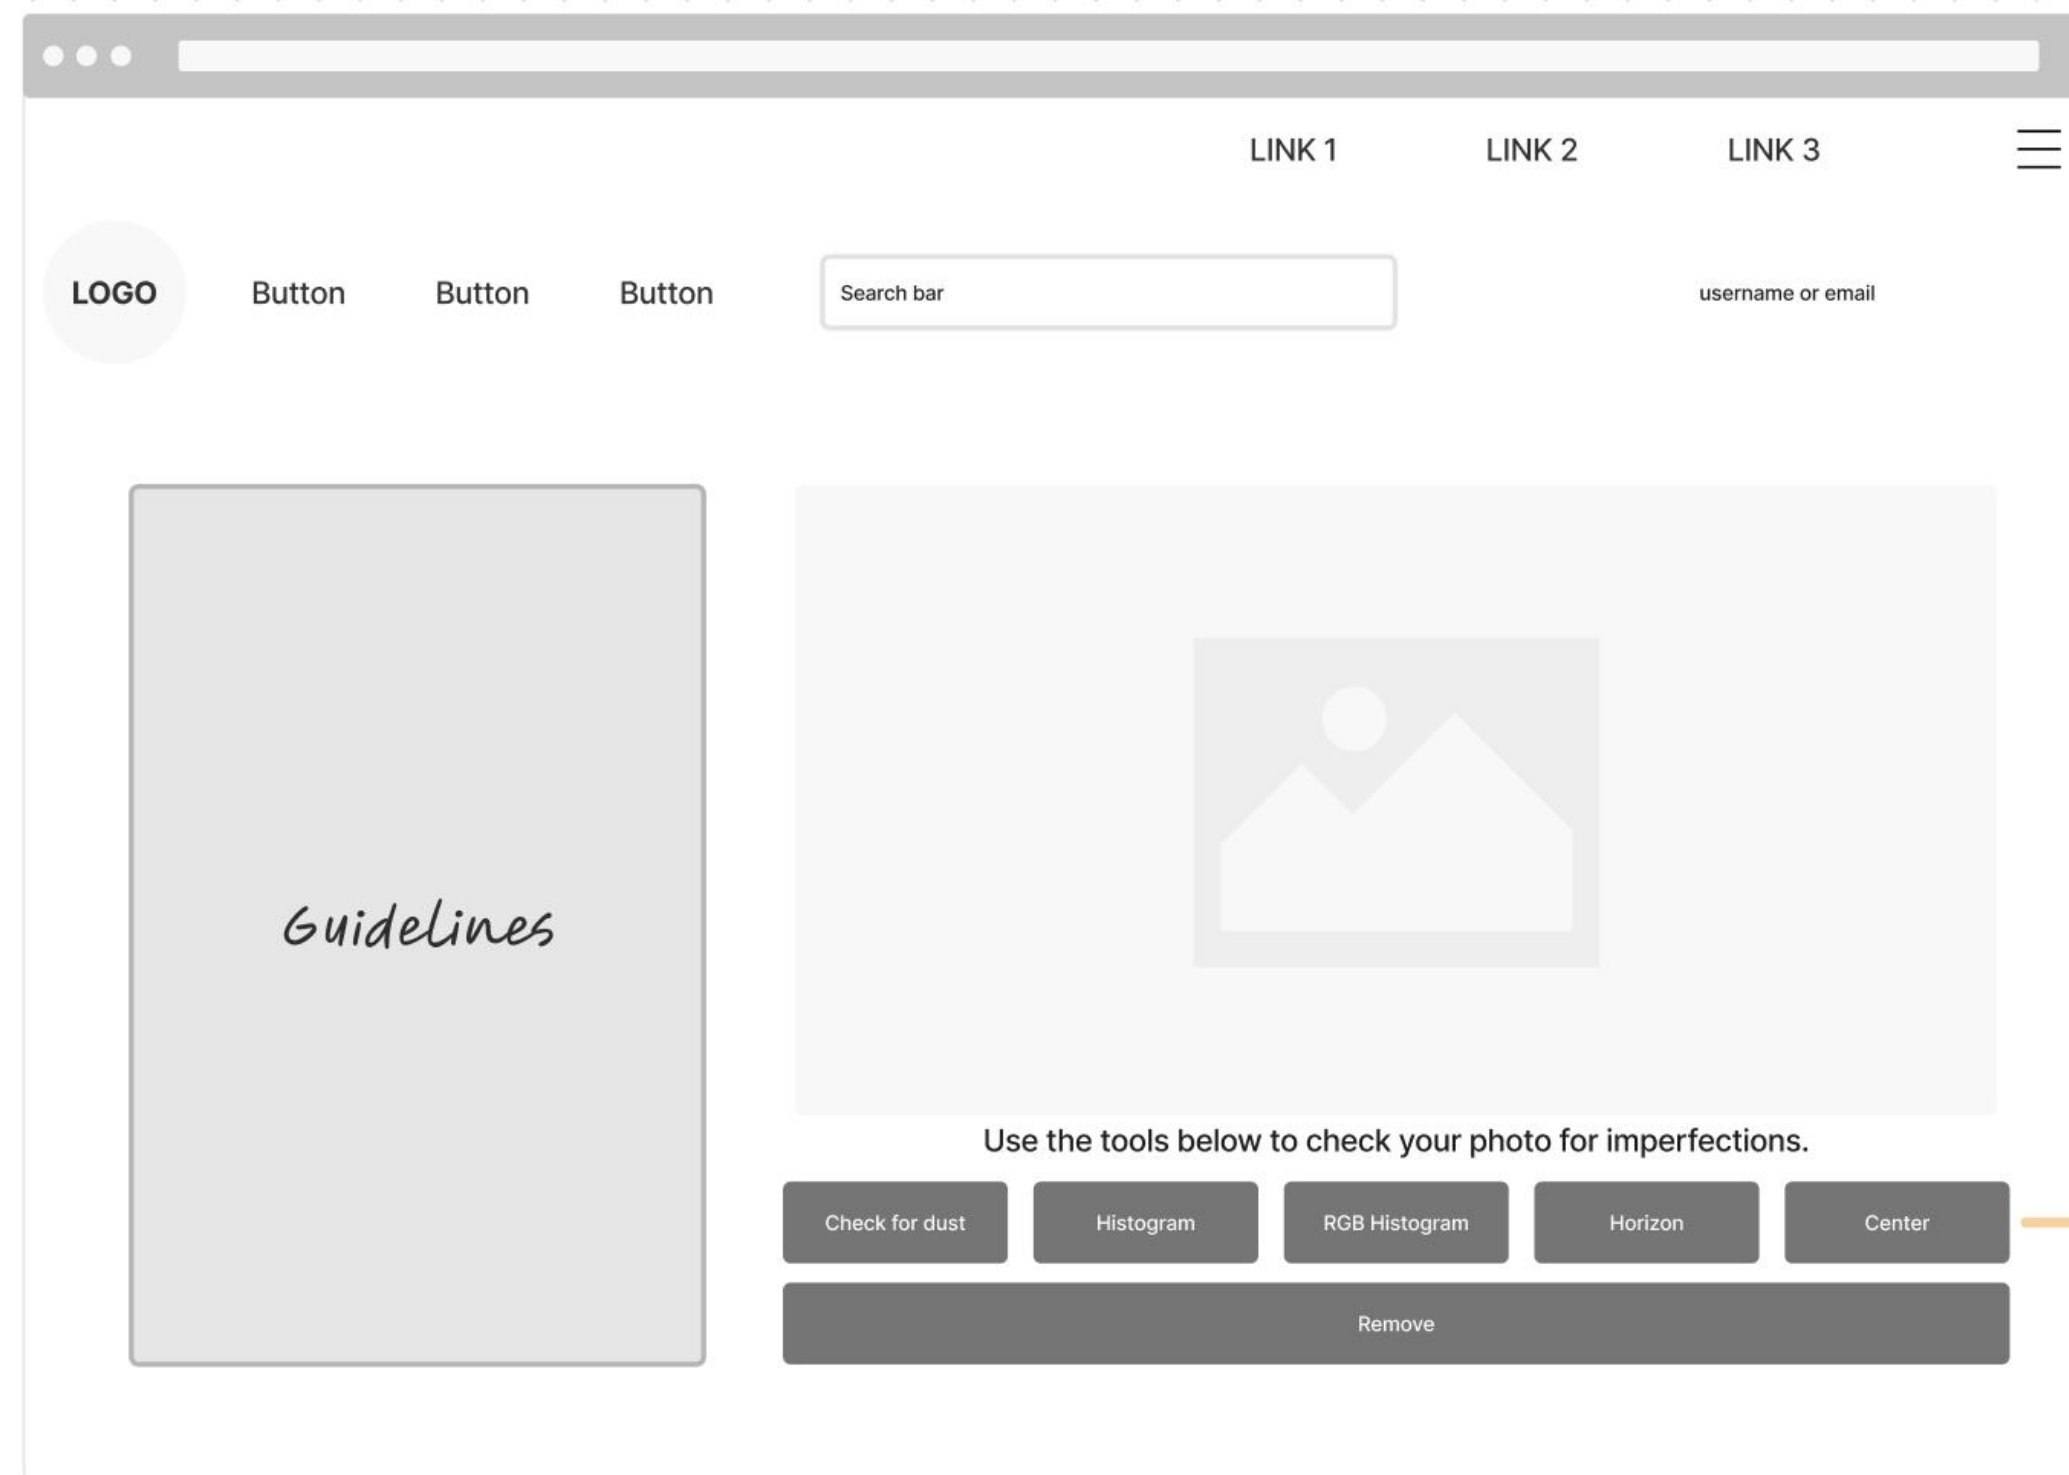 LINK 1 LINK 2 LINK 3
LOGO Button Button Button Search bar username or email
Guidelines
Use the tools below to check your photo for imperfections.
Check for dust Histogram RGB Histogram Horizon Center
Remove